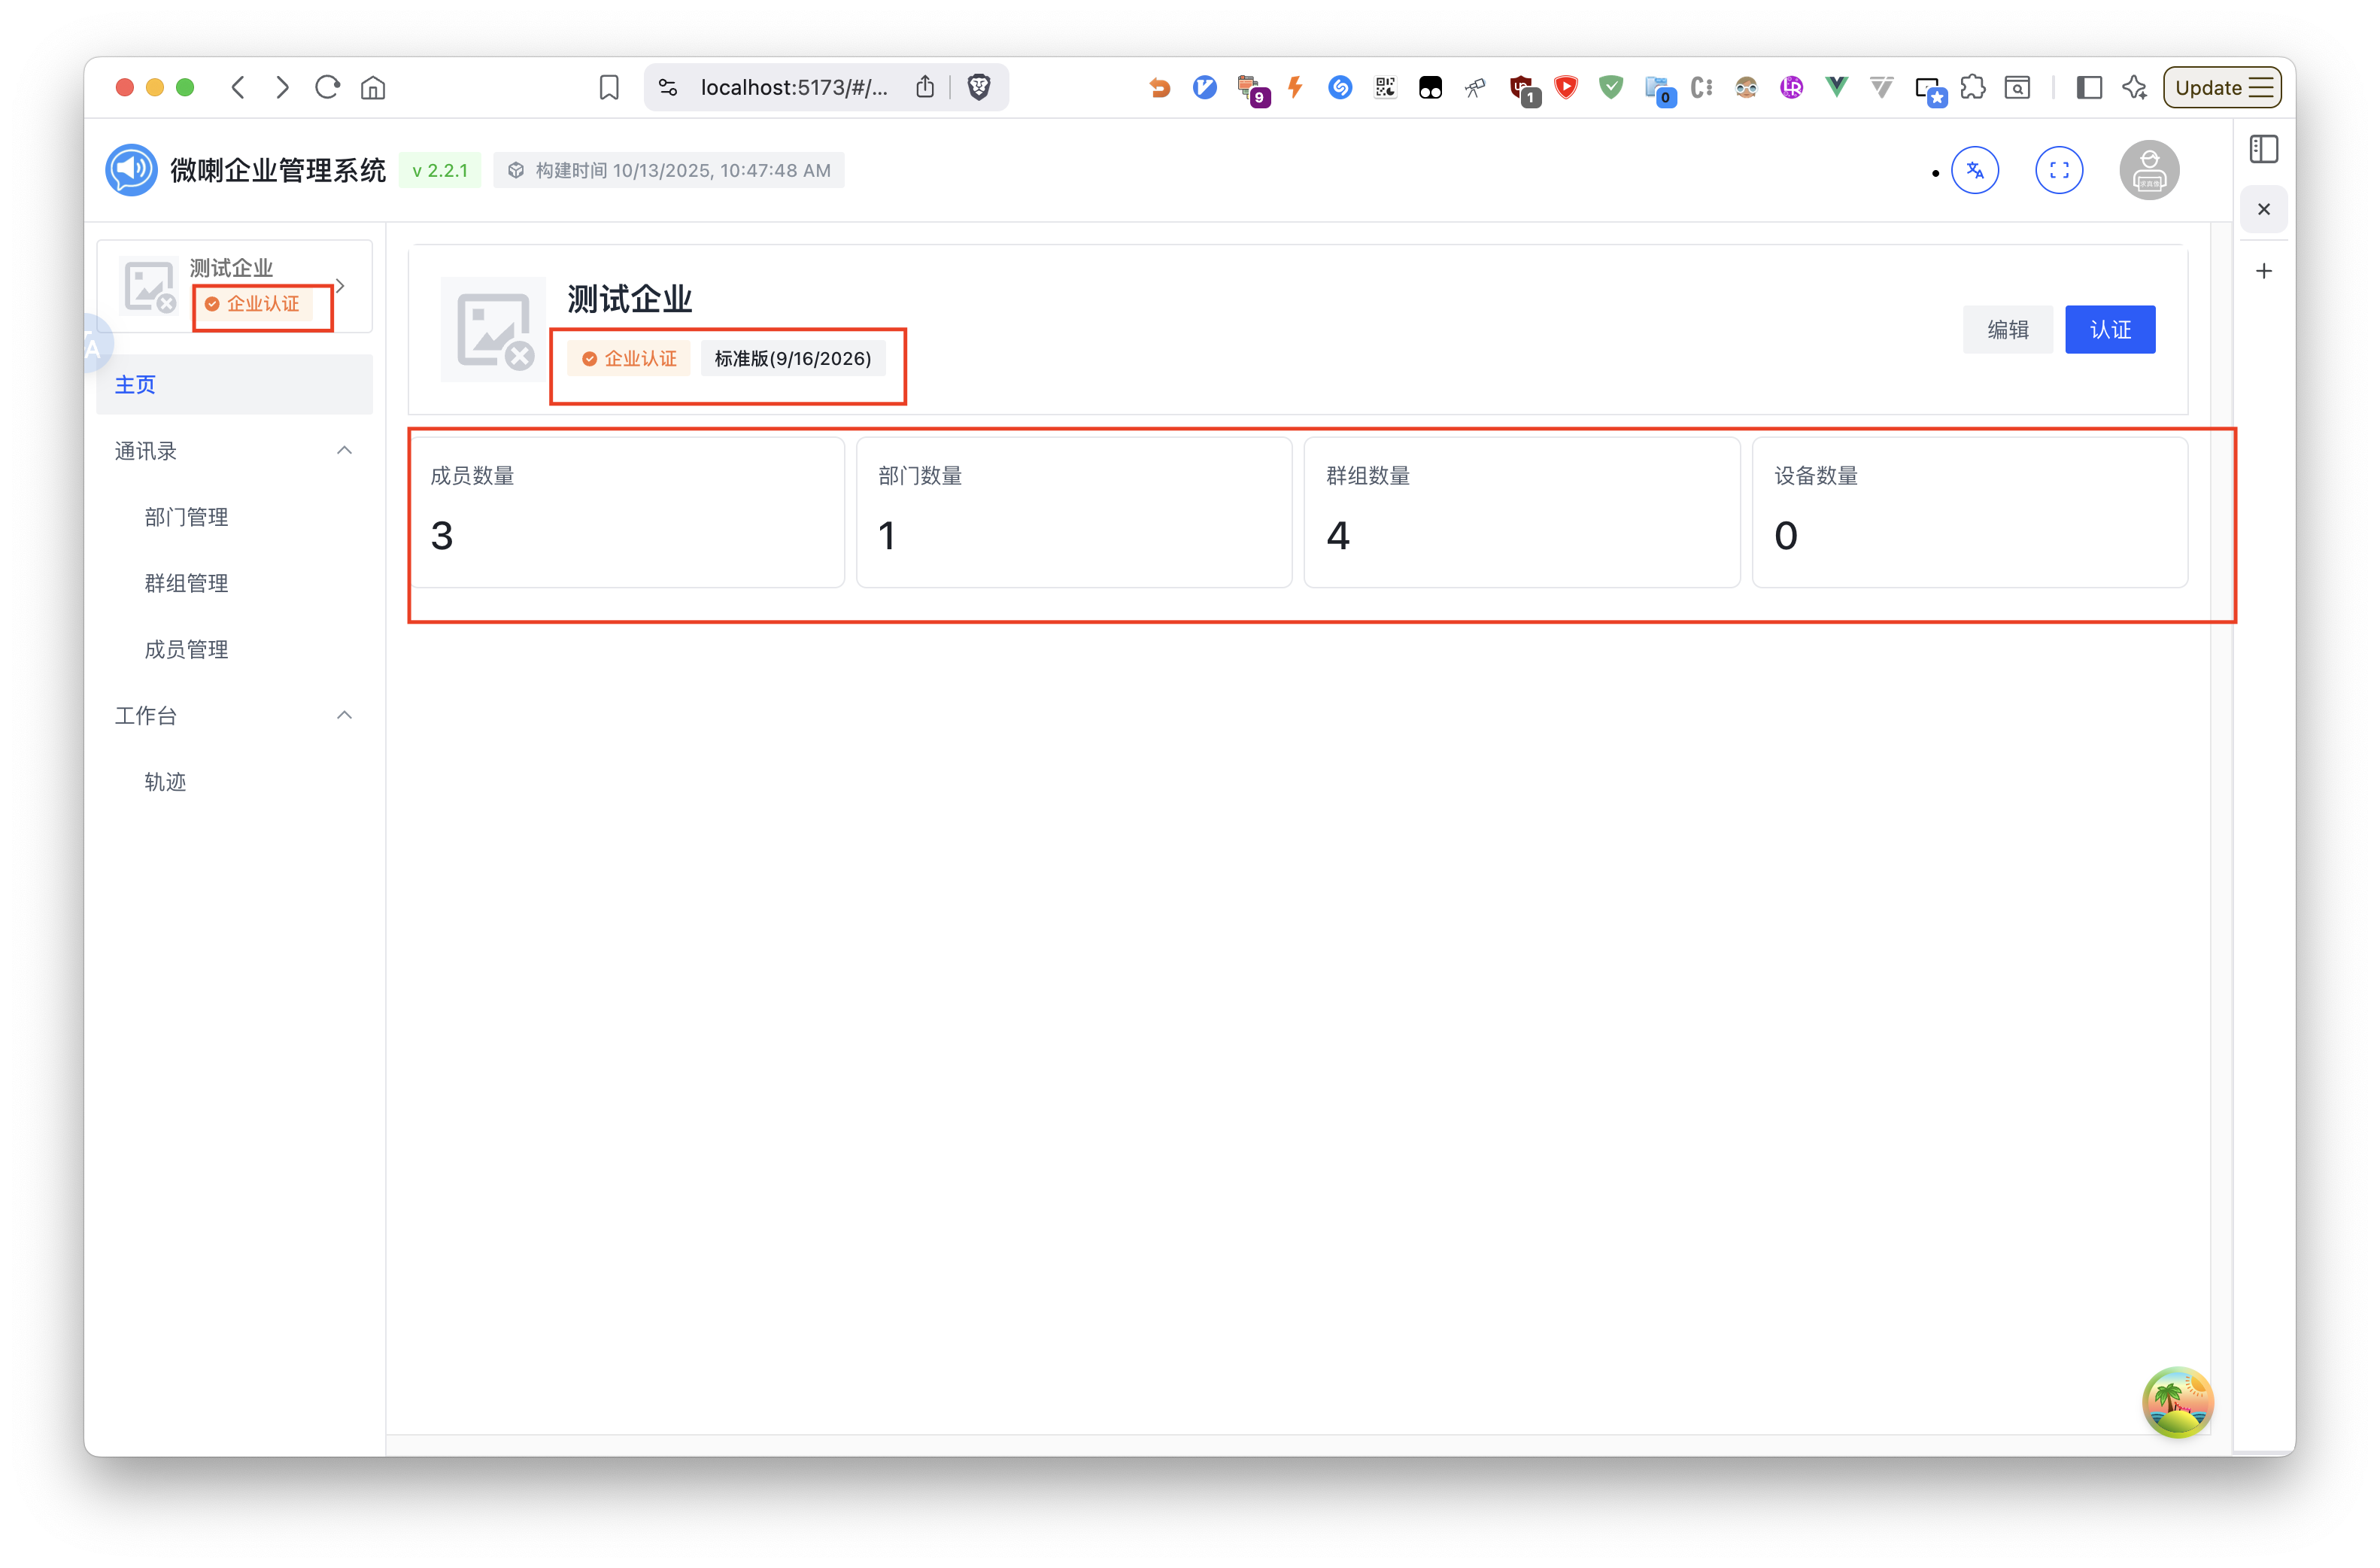 localhost:5173/#/...
9
1
0
Update
微喇企业管理系统
v 2.2.1
构建时间 10/13/2025, 10:47:48 AM
测试企业
企业认证
主页
通讯录
部门管理
群组管理
成员管理
工作台
轨迹
测试企业
企业认证
标准版(9/16/2026)
编辑
认证
成员数量
3
部门数量
1
群组数量
4
设备数量
0